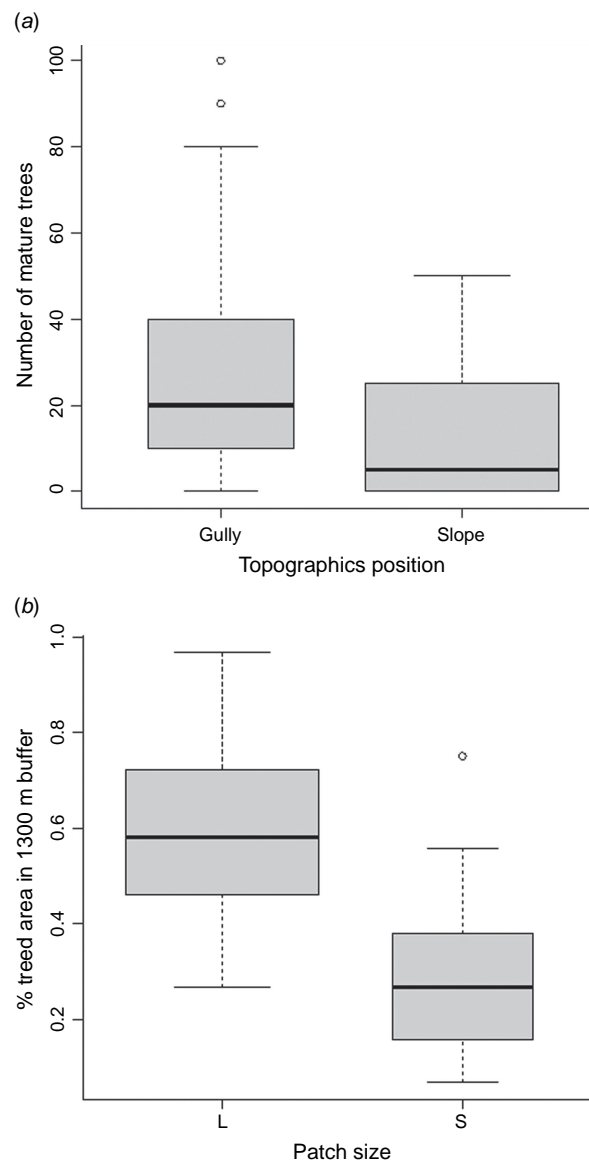 (a)
Number of mature trees
100
80
60
40
20
0
Gully
Slope
Topographics position
(b)
% treed area in 1300 m buffer
1.0
0.8
0.6
0.4
0.2
L
S
Patch size